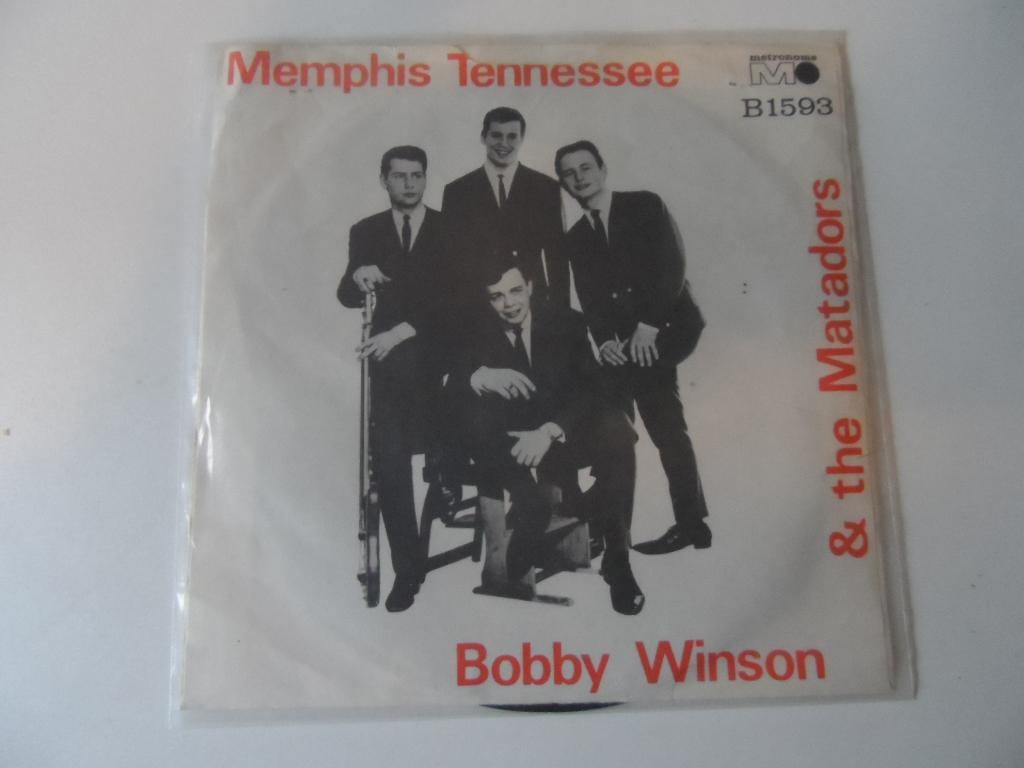 Memphis Tennessee
metronome
B1593
Bobby Winson
& the Matadors